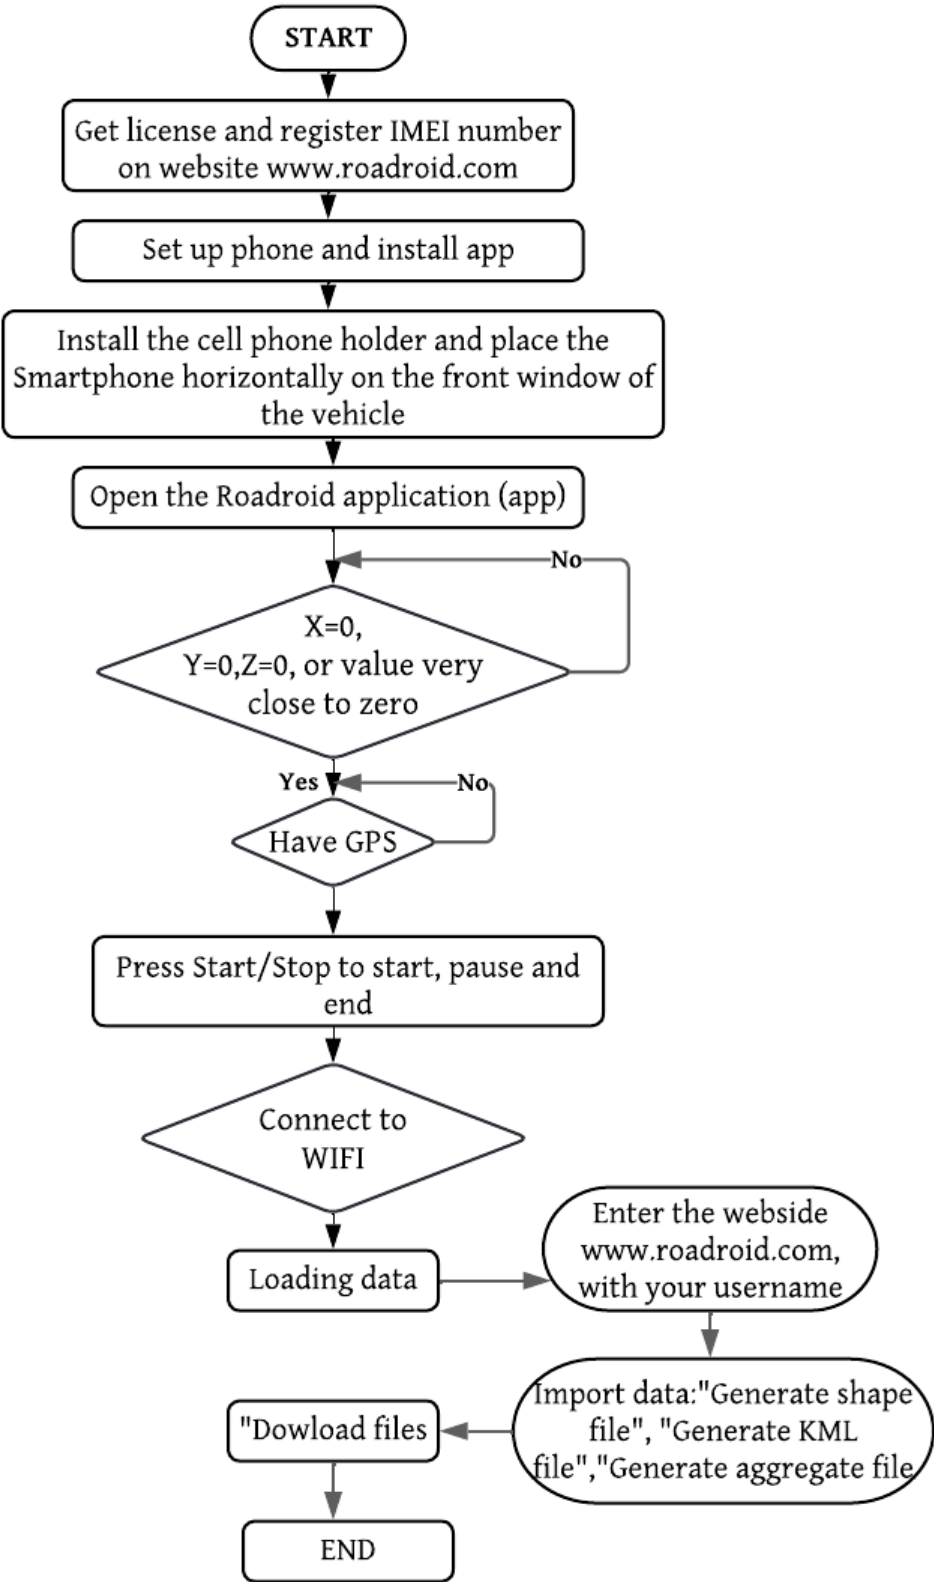 START
Get license and register IMEI number
on website www.roadroid.com
Set up phone and install app
Install the cell phone holder and place the
Smartphone horizontally on the front window of
the vehicle
Open the Roadroid application (app)
No
X=0,
Y=0,Z=0, or value very
close to zero
Yes
No
Have GPS
Press Start/Stop to start, pause and
end
Connect to
WIFI
Loading data
Enter the webside
www.roadroid.com,
with your username
Import data:"Generate shape
file", "Generate KML
file","Generate aggregate file
"Dowload files
END